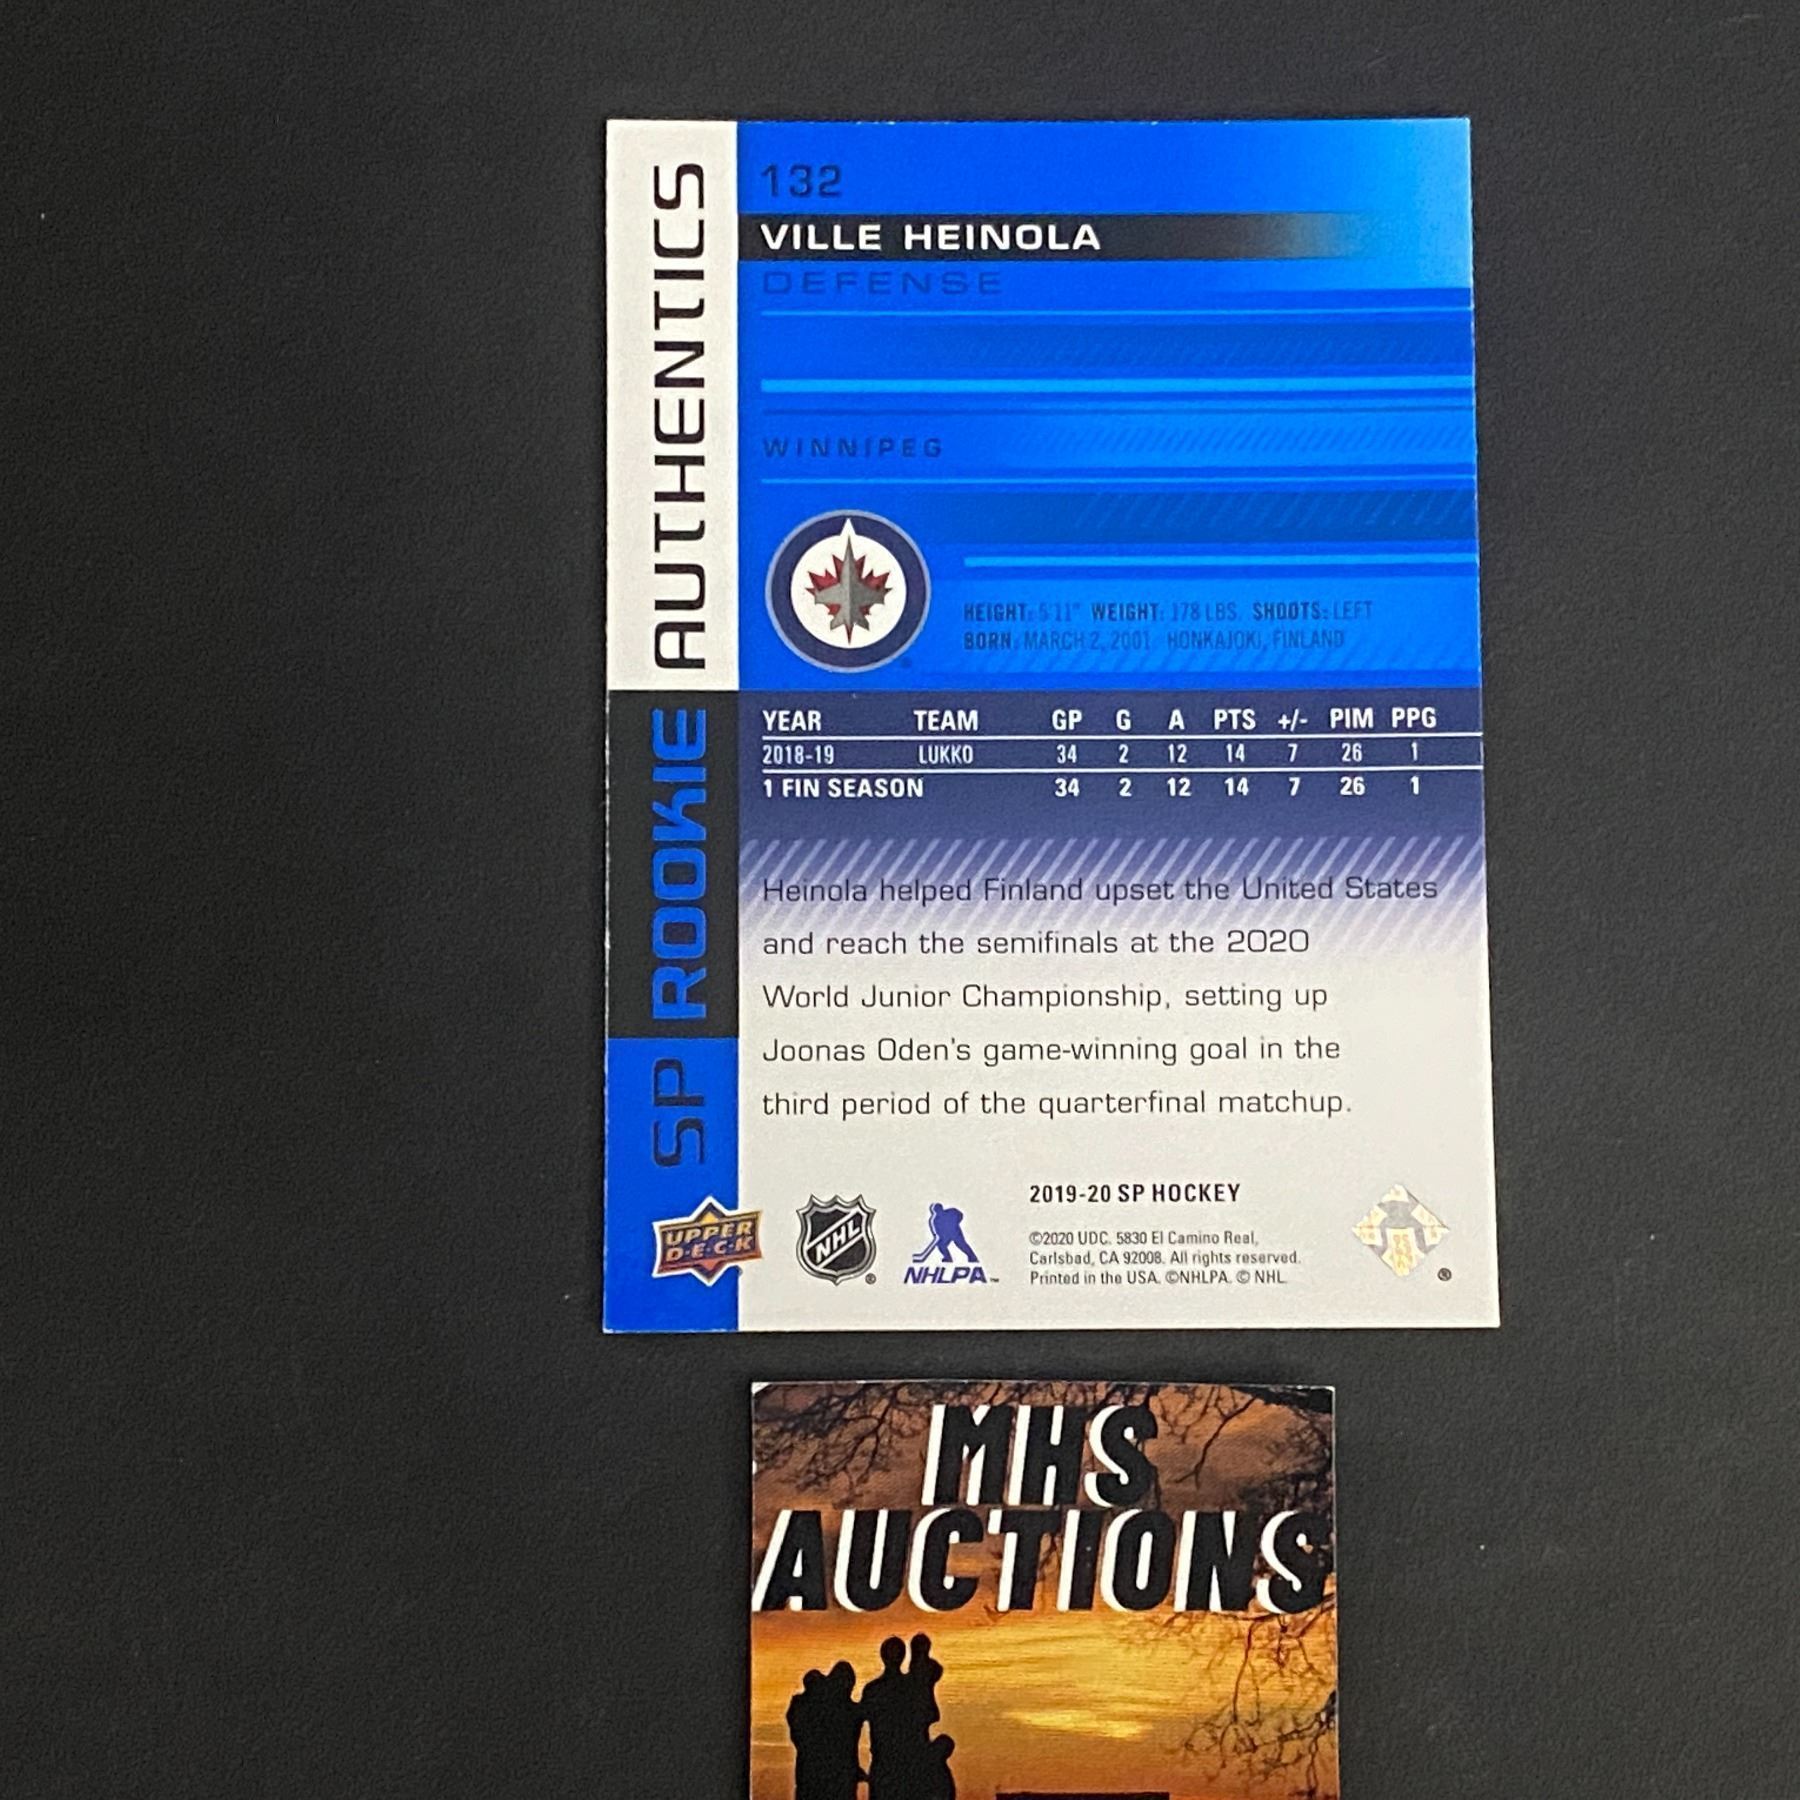 132
VILLE HEINOLA
DEFENSE
WINNIPEG
HEIGHT: 5'11" WEIGHT: 178 LBS. SHOOTS: LEFT
BORN: MARCH 2, 2001 HONKAJOKI, FINLAND
SP ROOKIE AUTHENTICS
YEAR TEAM GP G A PTS +/- PIM PPG
2018-19 LUKKO 34 2 12 14 7 26 1
1 FIN SEASON 34 2 12 14 7 26 1
Heinola helped Finland upset the United States
and reach the semifinals at the 2020
World Junior Championship, setting up
Joonas Oden's game-winning goal in the
third period of the quarterfinal matchup.
UPPER
D·E·C·K
NHL®
NHLPA™
2019-20 SP HOCKEY
©2020 UDC. 5830 El Camino Real,
Carlsbad, CA 92008. All rights reserved.
Printed in the USA. ©NHLPA. © NHL.
®
MHS
AUCTIONS